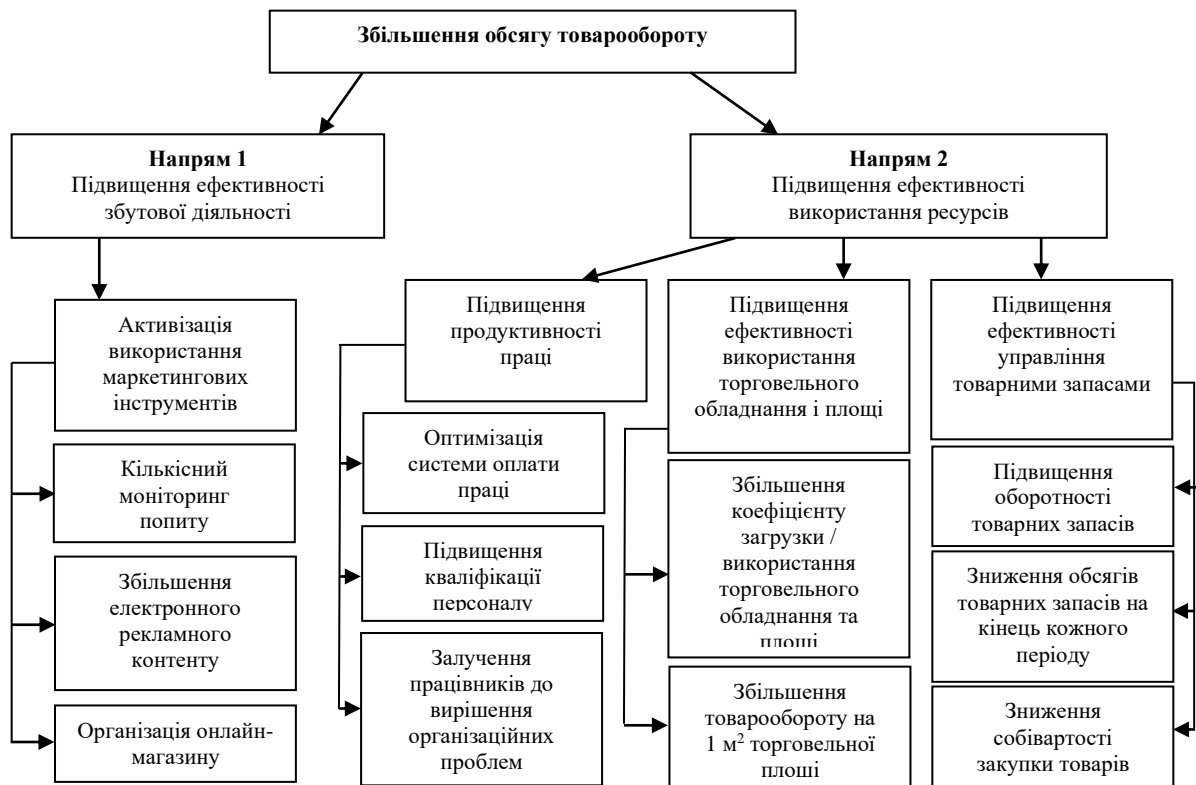 Збільшення обсягу товарообороту
Напрям 1
Підвищення ефективності
збутової діяльності
Напрям 2
Підвищення ефективності
використання ресурсів
Активізація
використання
маркетингових
інструментів
Кількісний
моніторинг
попиту
Збільшення
електронного
рекламного
контенту
Організація онлайн-
магазину
Підвищення
продуктивності
праці
Оптимізація
системи оплати
праці
Підвищення
кваліфікації
персоналу
Залучення
працівників до
вирішення
організаційних
проблем
Підвищення
ефективності
використання
торговельного
обладнання і площі
Збільшення
коефіцієнту
загрузки /
використання
торговельного
обладнання та
площі
Збільшення
товарообороту на
1 м² торговельної
площі
Підвищення
ефективності
управління
товарними запасами
Підвищення
оборотності
товарних запасів
Зниження обсягів
товарних запасів на
кінець кожного
періоду
Зниження
собівартості
закупки товарів